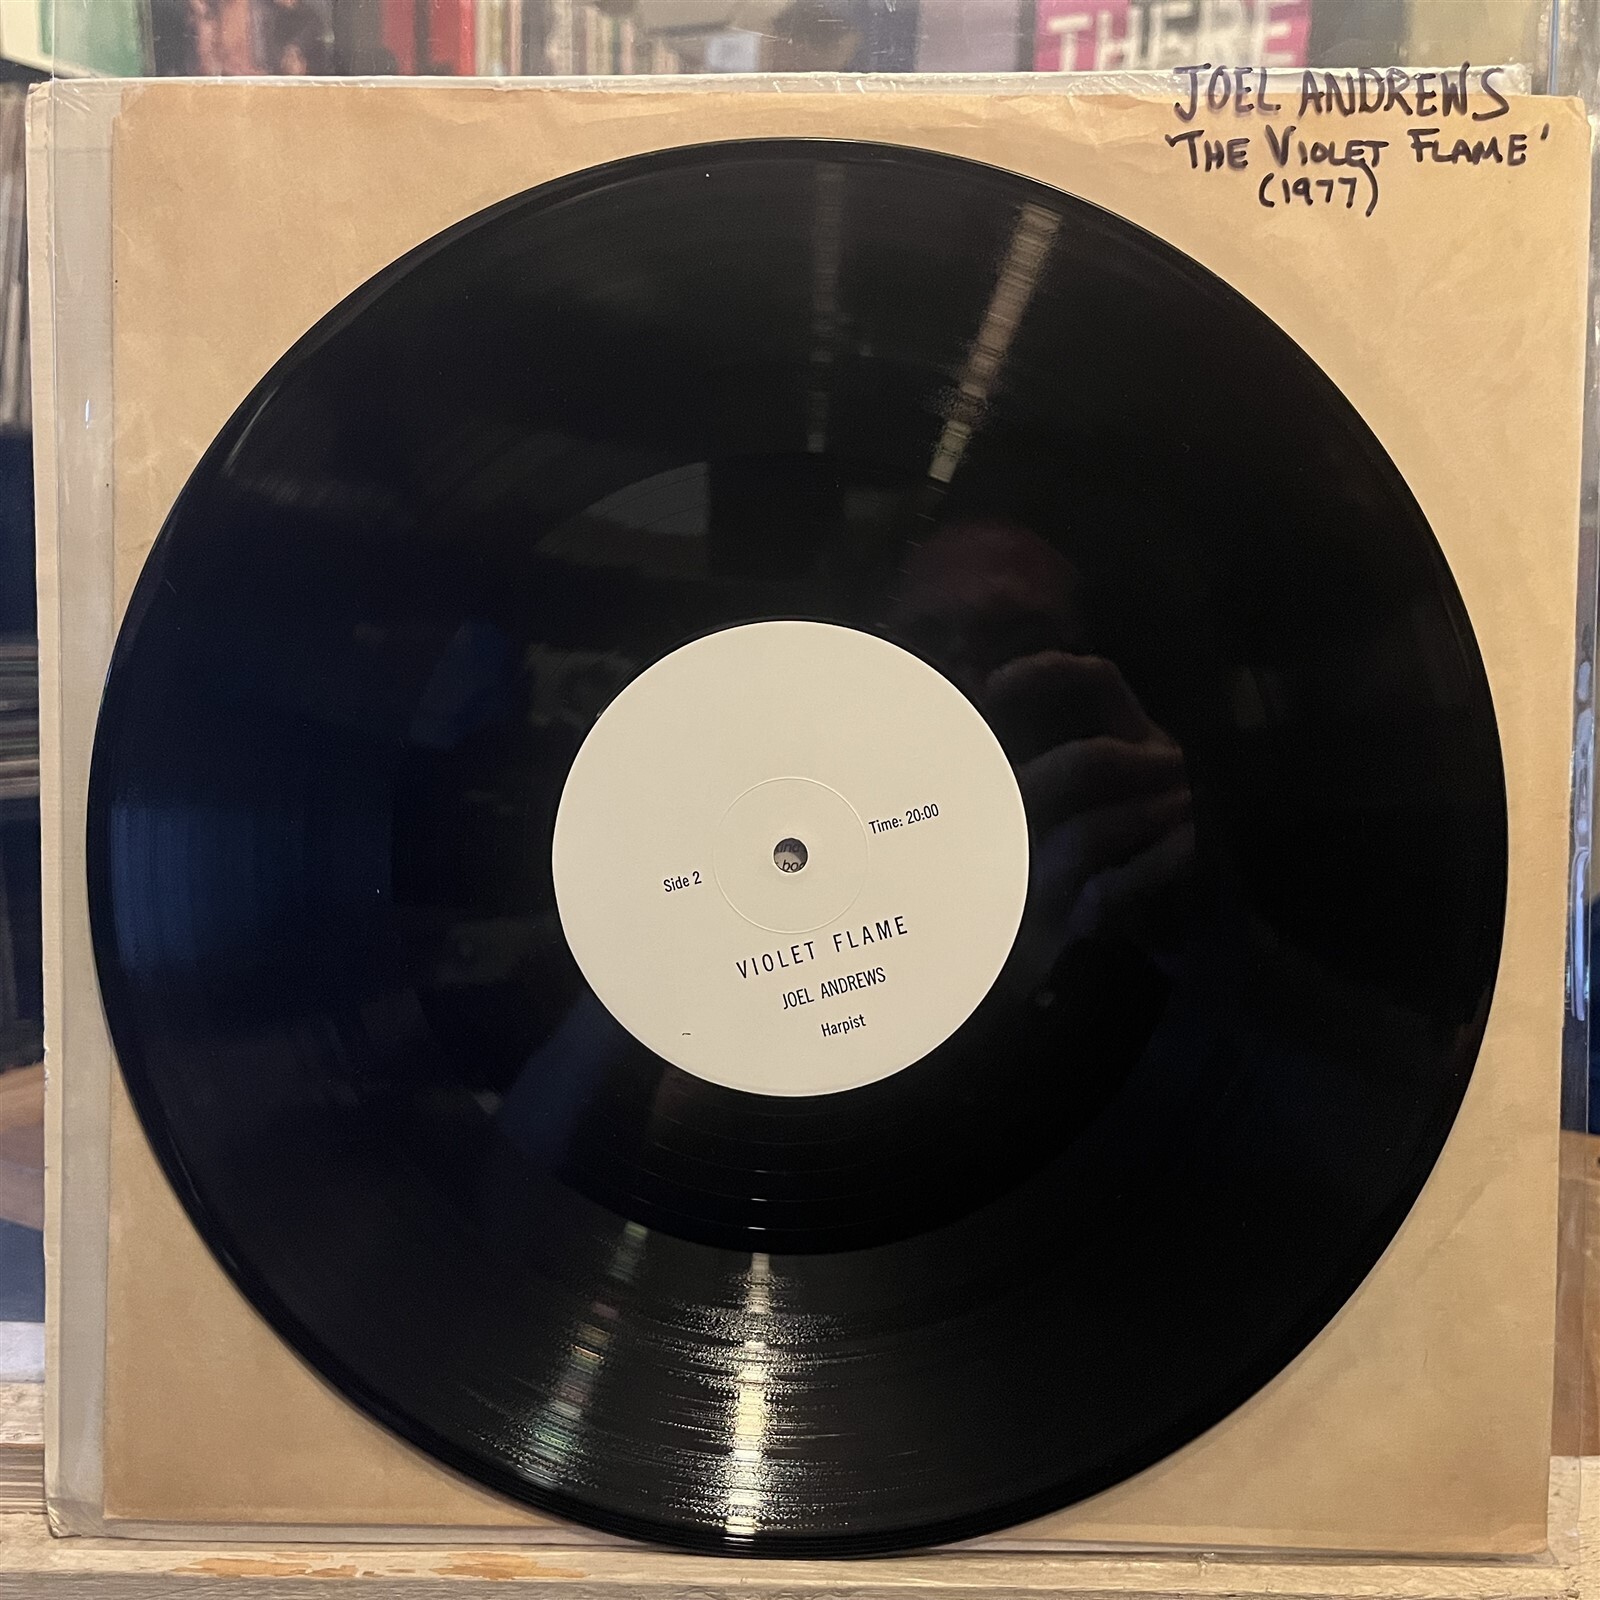 THERE
JOEL ANDREWS
'THE VIOLET FLAME'
(1977)
Time: 20:00
Side 2
VIOLET FLAME
JOEL ANDREWS
Harpist